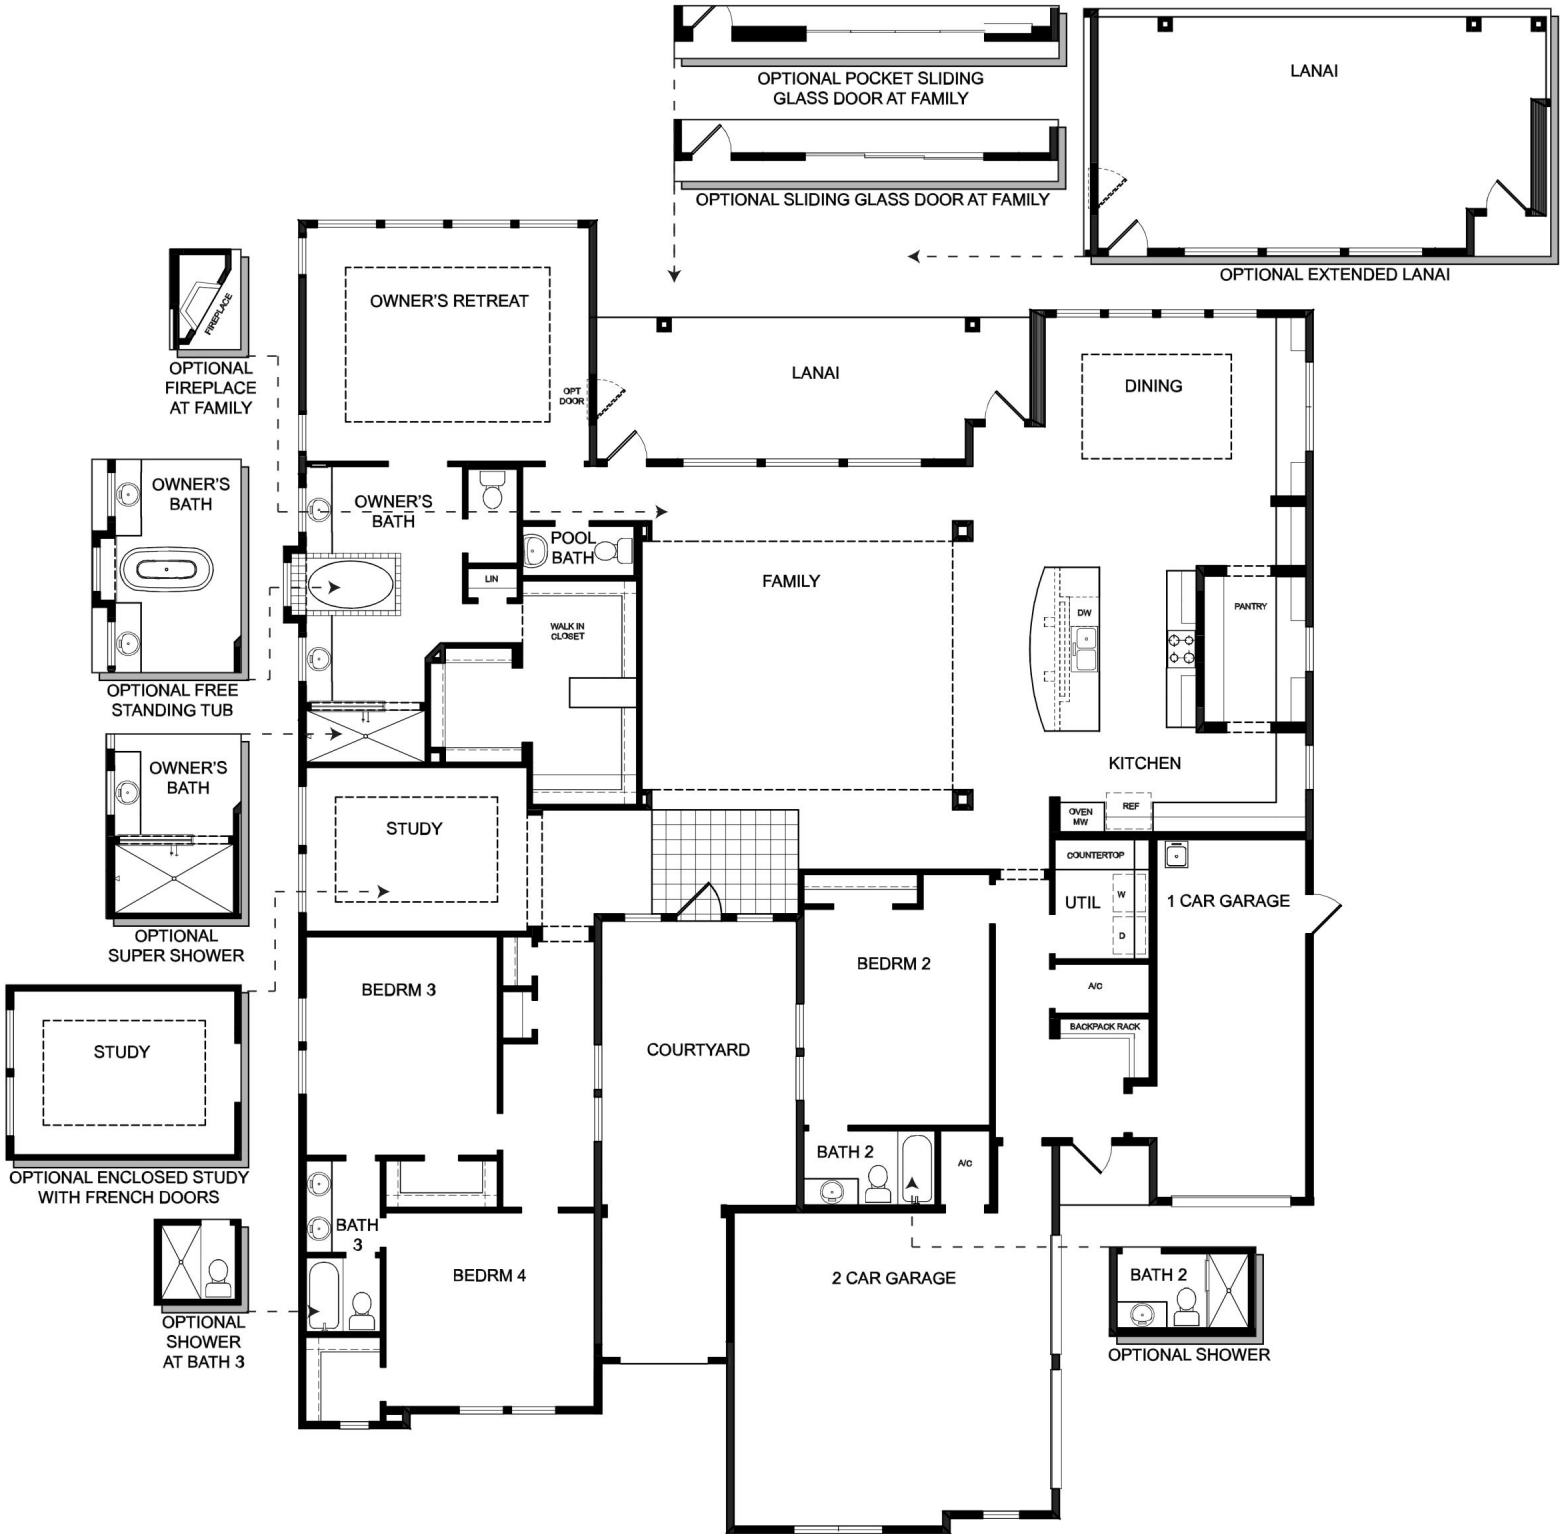 OPTIONAL POCKET SLIDING
GLASS DOOR AT FAMILY
OPTIONAL SLIDING GLASS DOOR AT FAMILY
LANAI
OPTIONAL EXTENDED LANAI
FIREPLACE
OPTIONAL
FIREPLACE
AT FAMILY
OWNER'S RETREAT
OPT
DOOR
LANAI
DINING
OWNER'S
BATH
OPTIONAL FREE
STANDING TUB
OWNER'S
BATH
LIN
POOL
BATH
WALK IN
CLOSET
FAMILY
DW
PANTRY
KITCHEN
OVEN
MW
REF
OWNER'S
BATH
OPTIONAL
SUPER SHOWER
STUDY
COUNTERTOP
UTIL
W
D
1 CAR GARAGE
A/C
BACKPACK RACK
BEDRM 2
BEDRM 3
COURTYARD
STUDY
OPTIONAL ENCLOSED STUDY
WITH FRENCH DOORS
BATH 2
A/C
BATH
3
BEDRM 4
2 CAR GARAGE
OPTIONAL
SHOWER
AT BATH 3
BATH 2
OPTIONAL SHOWER